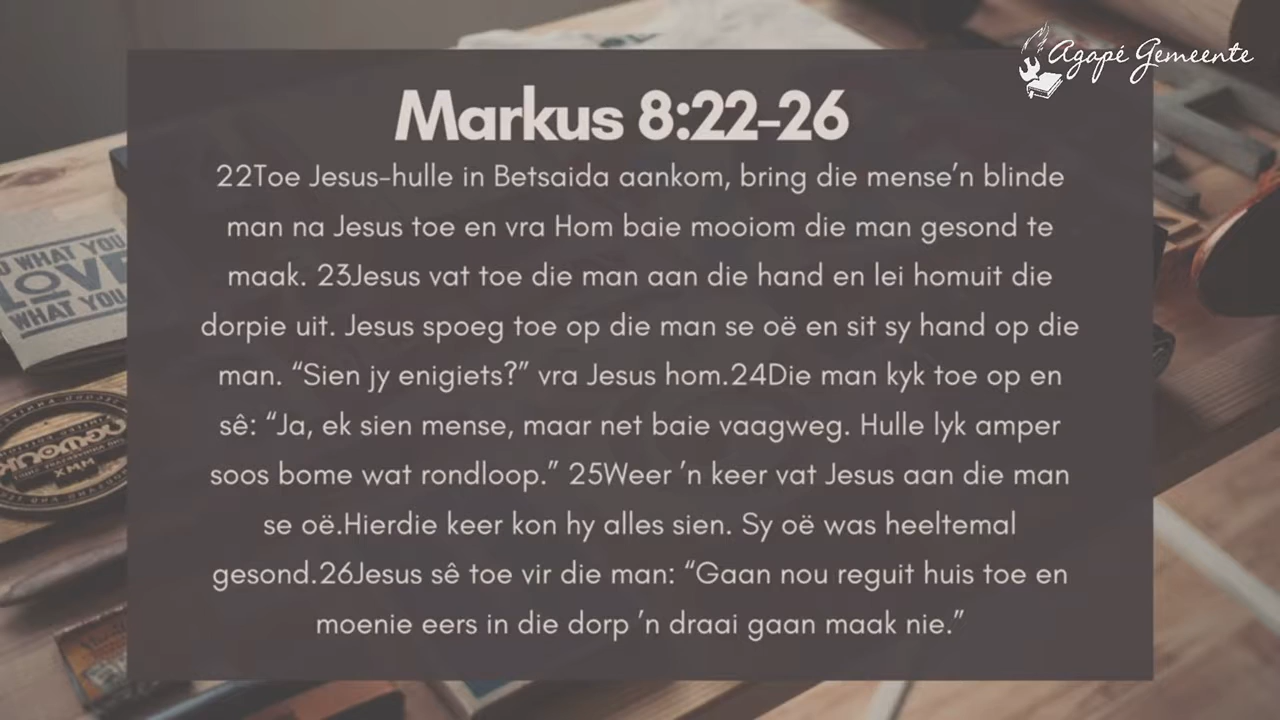 Agapé Gemeente
Markus 8:22-26
22Toe Jesus-hulle in Betsaida aankom, bring die mense’n blinde
man na Jesus toe en vra Hom baie mooiom die man gesond te
maak. 23Jesus vat toe die man aan die hand en lei homuit die
dorpie uit. Jesus spoeg toe op die man se oë en sit sy hand op die
man. “Sien jy enigiets?” vra Jesus hom.24Die man kyk toe op en
sê: “Ja, ek sien mense, maar net baie vaagweg. Hulle lyk amper
soos bome wat rondloop.” 25Weer ’n keer vat Jesus aan die man
se oë.Hierdie keer kon hy alles sien. Sy oë was heeltemal
gesond.26Jesus sê toe vir die man: “Gaan nou reguit huis toe en
moenie eers in die dorp ’n draai gaan maak nie.”
WHAT YOU
LOVE
WHAT YOU